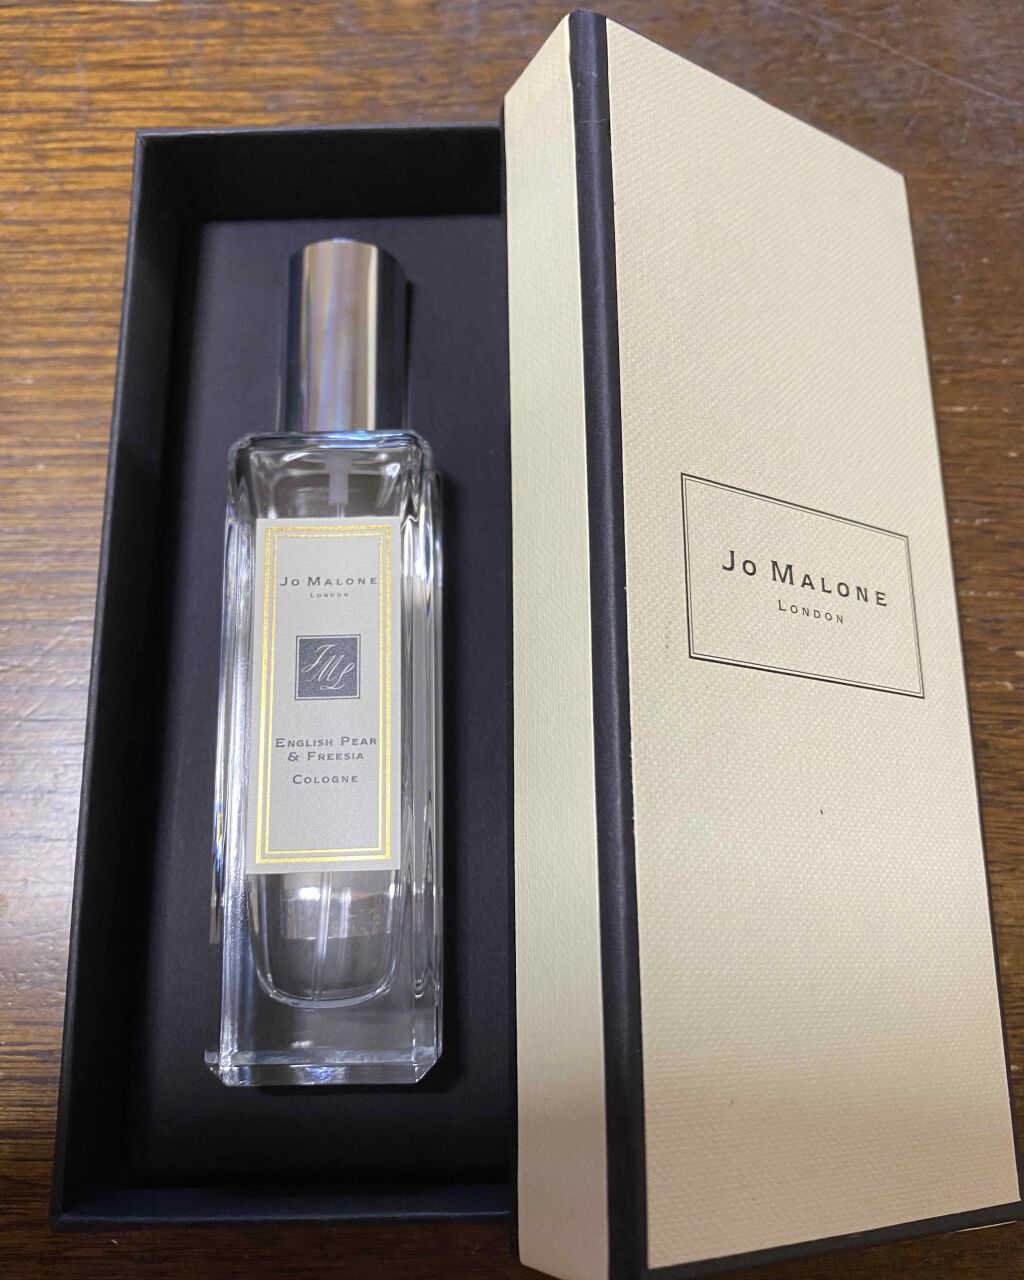 Jo Malone
London
JML
English Pear
& Freesia
Cologne
Jo Malone
London